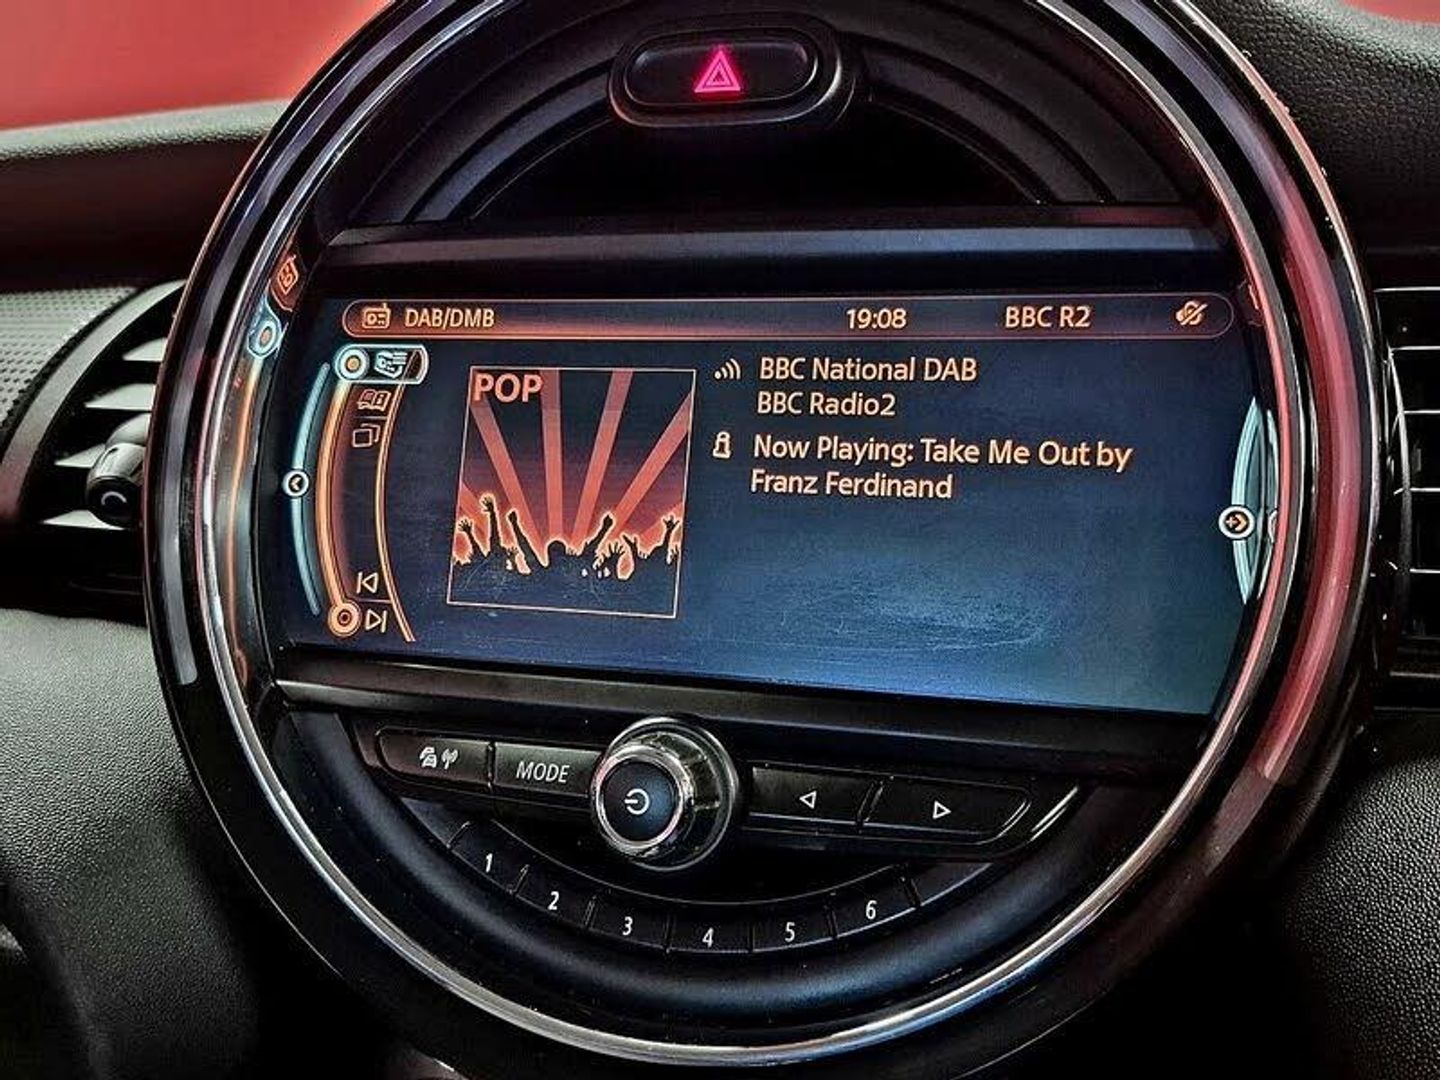 DAB/DMB 19:08 BBC R2
POP
BBC National DAB
BBC Radio2
Now Playing: Take Me Out by
Franz Ferdinand
MODE
1 2 3 4 5 6